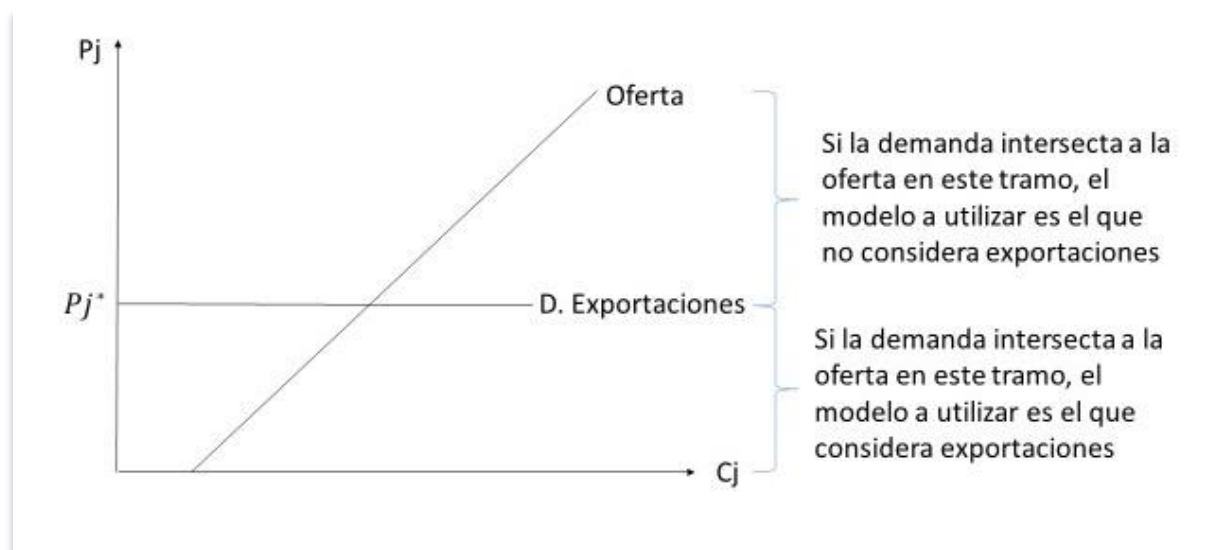 Pj
Oferta
Si la demanda intersecta a la
oferta en este tramo, el
modelo a utilizar es el que
no considera exportaciones
Pj*
D. Exportaciones
Si la demanda intersecta a la
oferta en este tramo, el
modelo a utilizar es el que
considera exportaciones
Cj